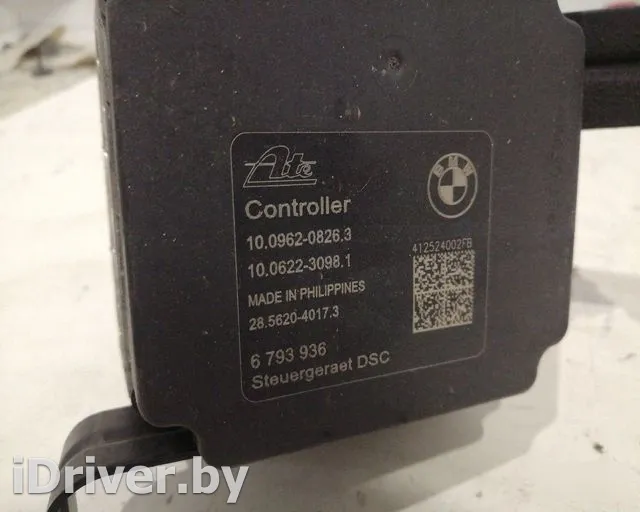 Ate
BMW
Controller
10.0962-0826.3
10.0622-3098.1
412524002FB
MADE IN PHILIPPINES
28.5620-4017.3
6 793 936
Steuergeraet DSC
iDriver.by